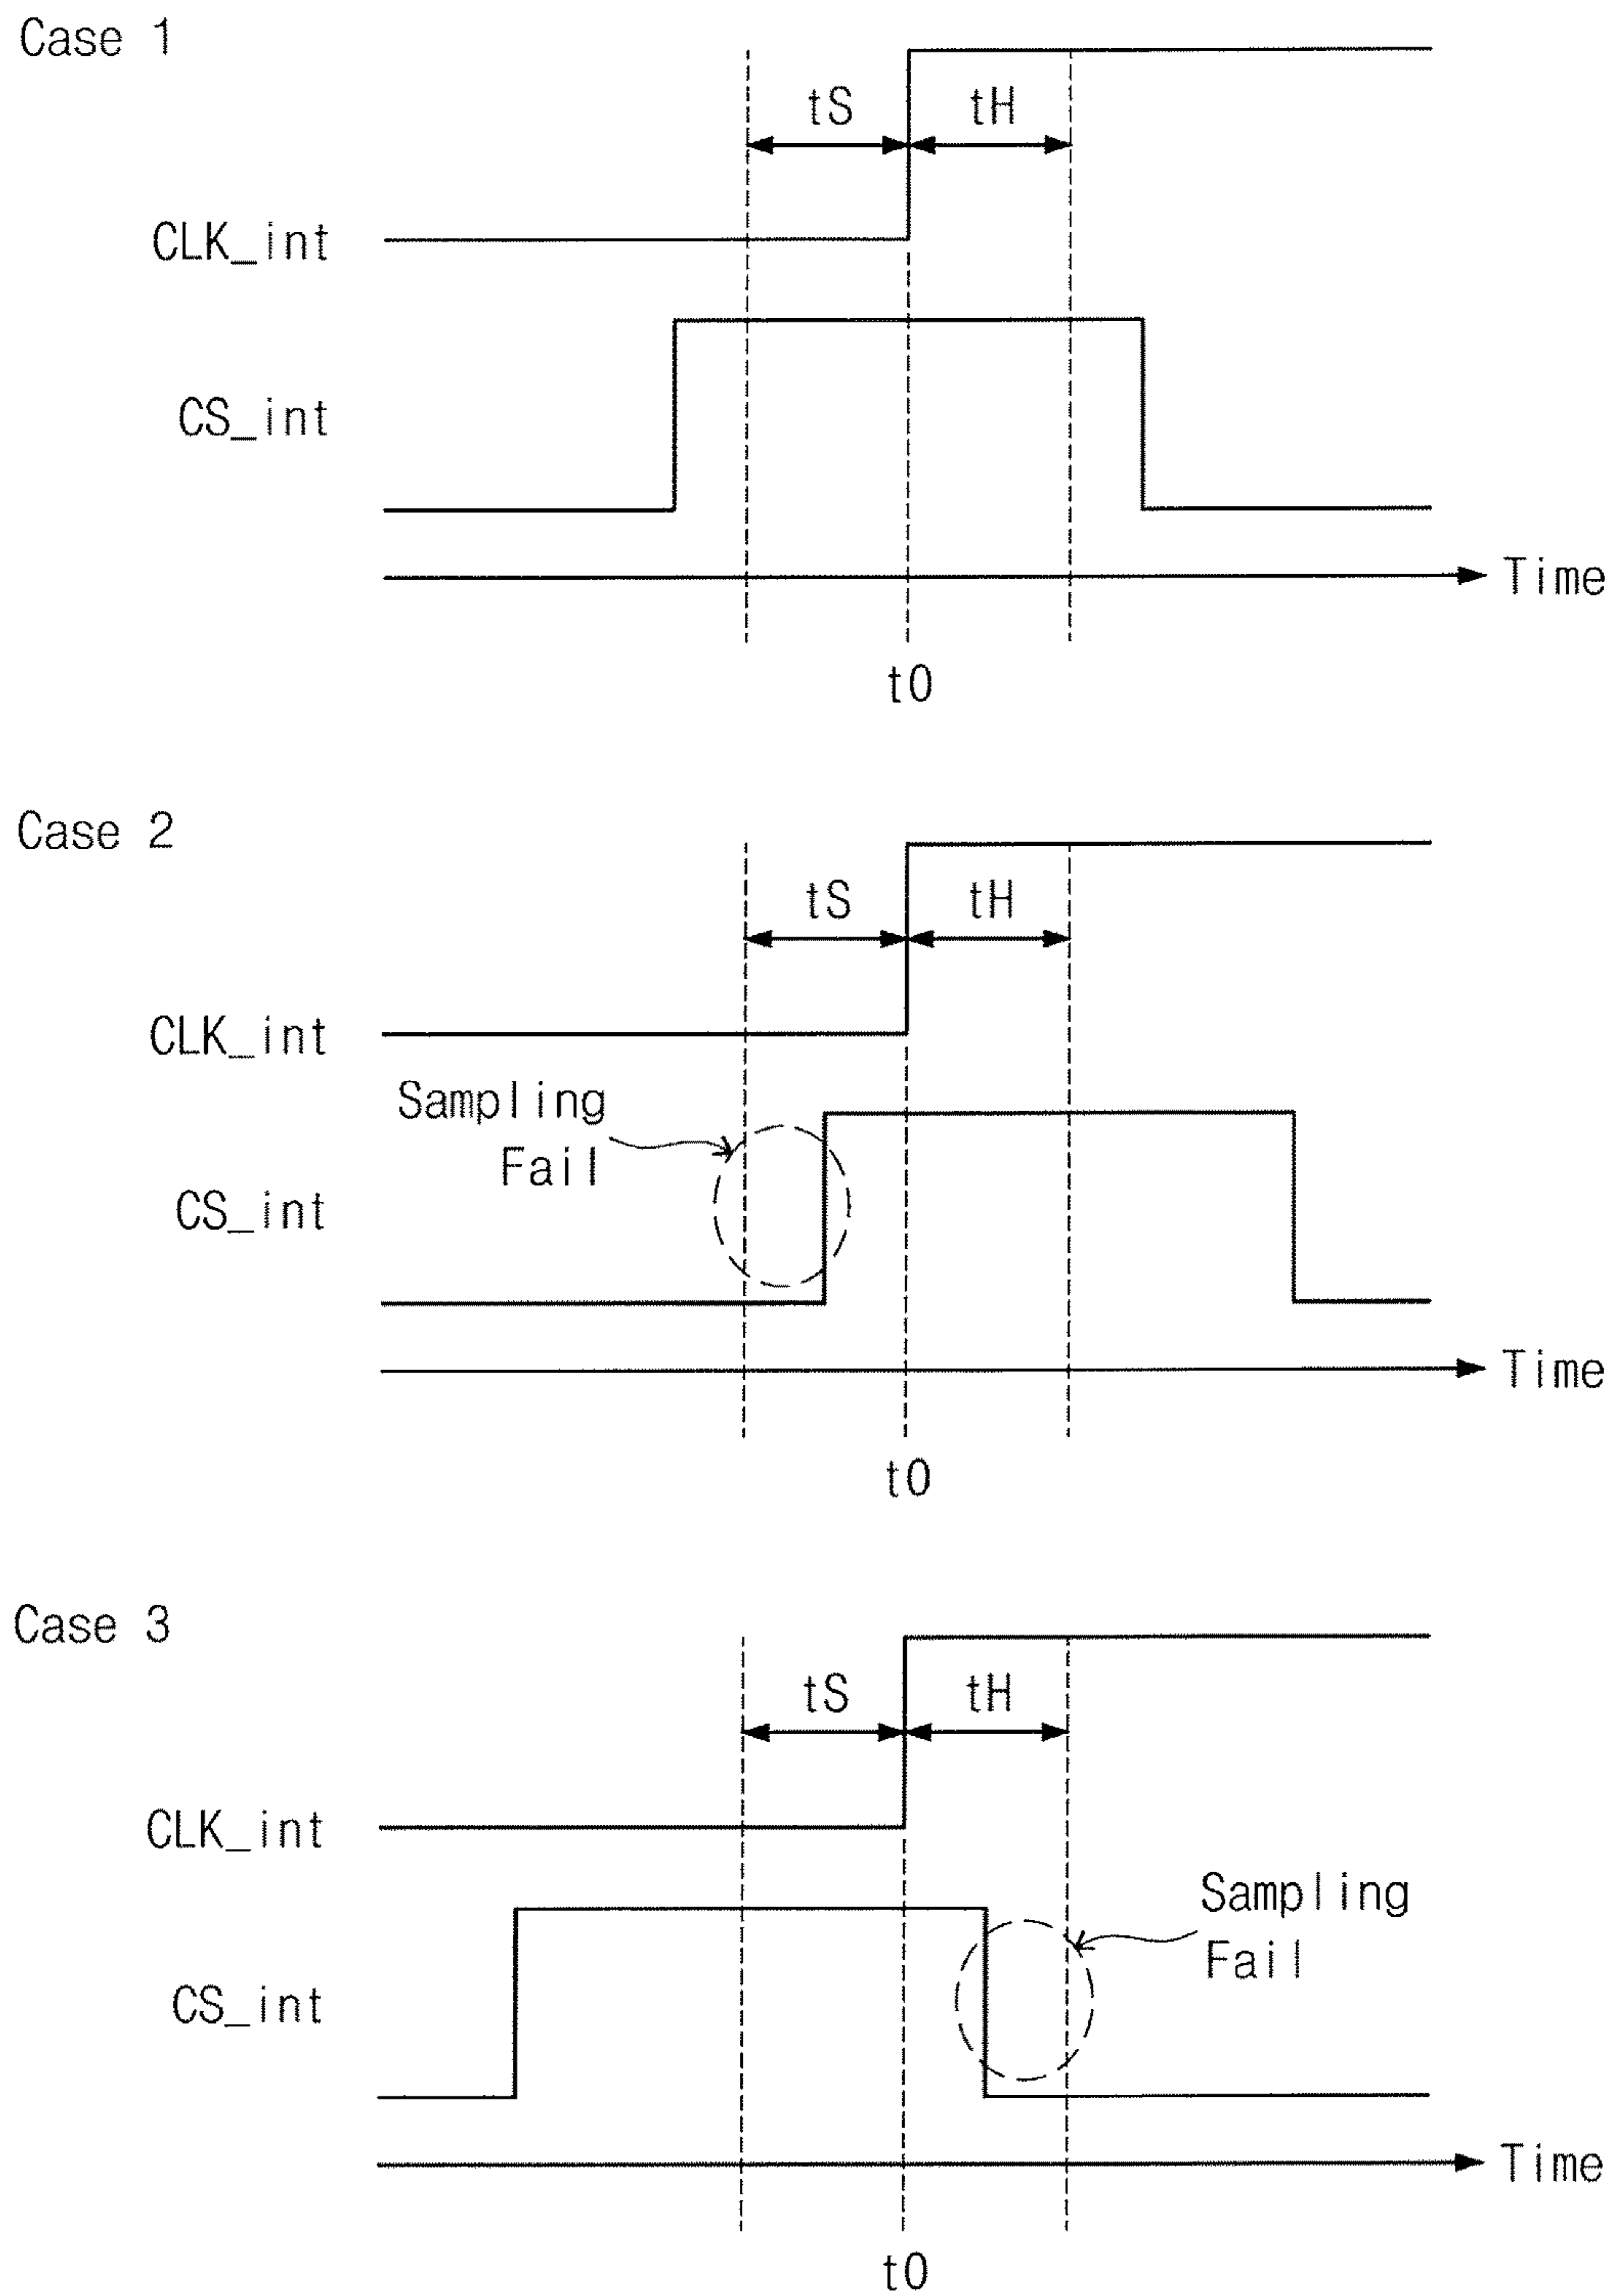 Case 1
tS
tH
CLK_int
CS_int
Time
t0
Case 2
tS
tH
CLK_int
Sampling
Fail
CS_int
Time
t0
Case 3
tS
tH
CLK_int
Sampling
Fail
CS_int
Time
t0